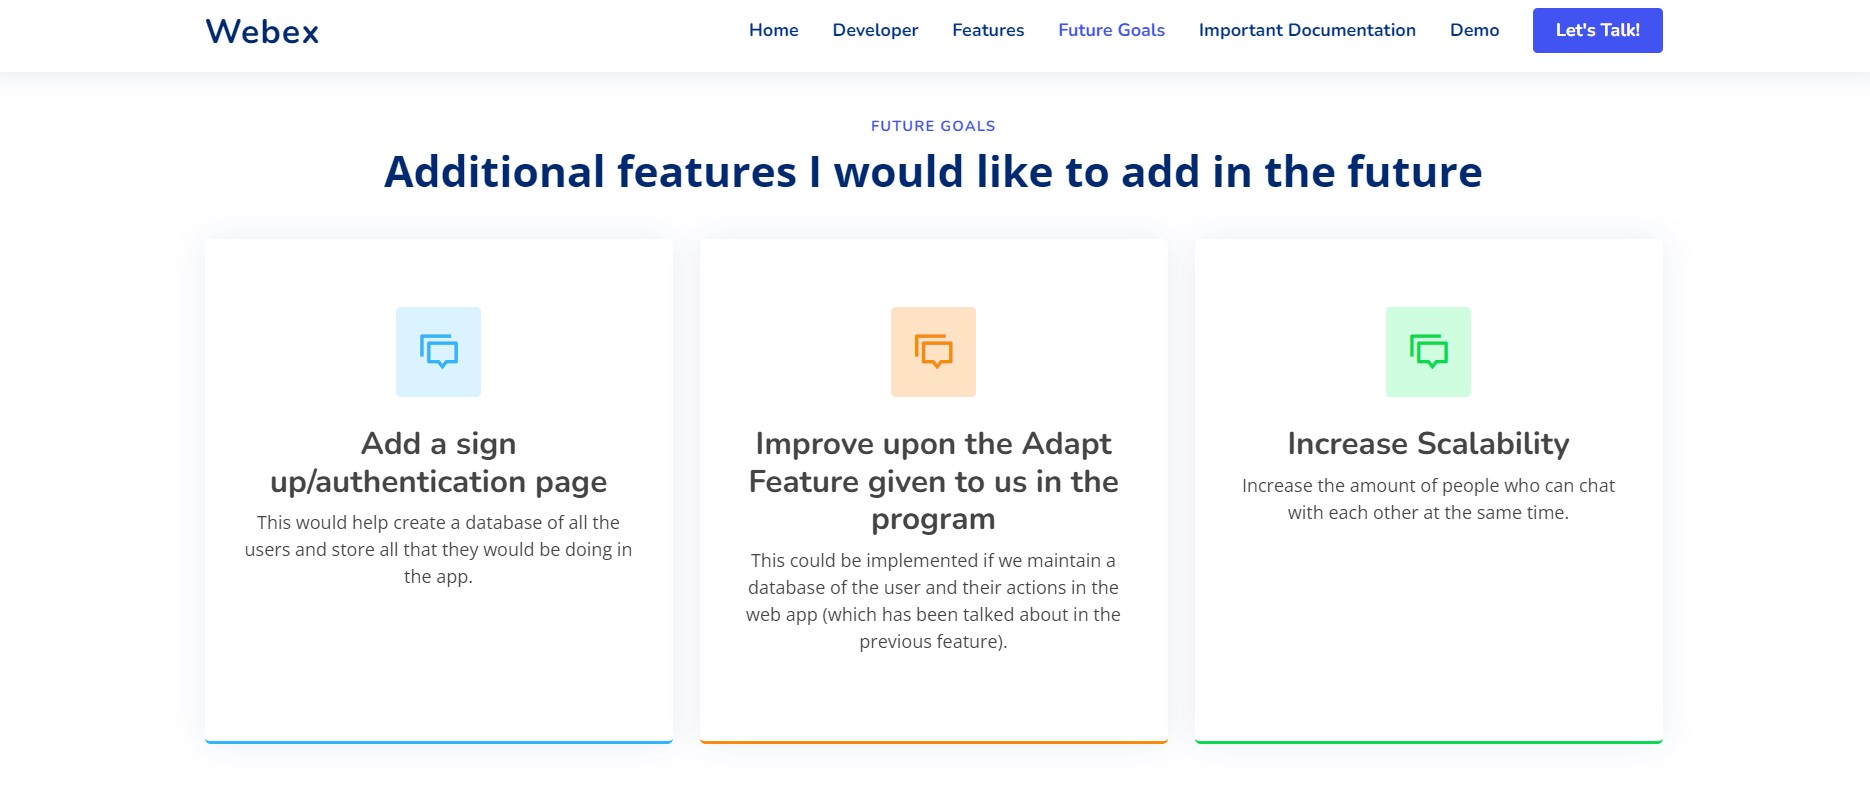 Webex
Home Developer Features Future Goals Important Documentation Demo Let's Talk!
FUTURE GOALS
Additional features I would like to add in the future
Add a sign
up/authentication page
This would help create a database of all the
users and store all that they would be doing in
the app.
Improve upon the Adapt
Feature given to us in the
program
This could be implemented if we maintain a
database of the user and their actions in the
web app (which has been talked about in the
previous feature).
Increase Scalability
Increase the amount of people who can chat
with each other at the same time.